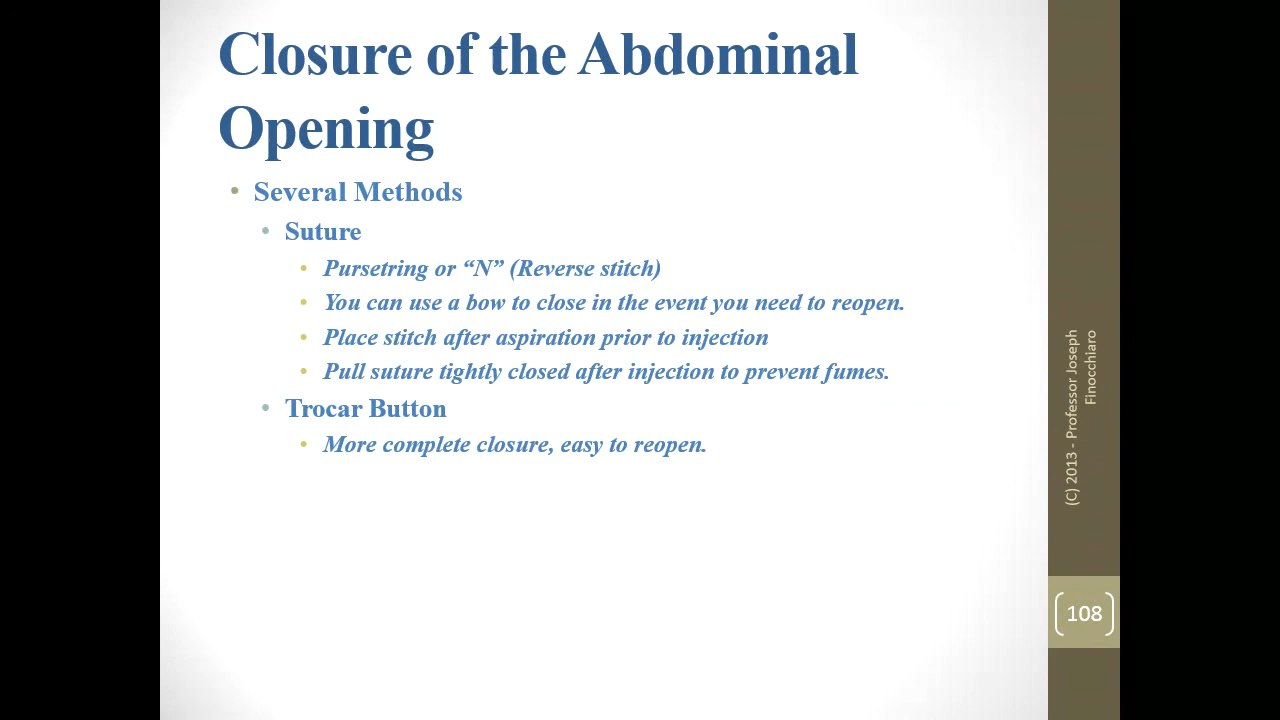 Closure of the Abdominal
Opening
• Several Methods
• Suture
• Pursetring or “N” (Reverse stitch)
• You can use a bow to close in the event you need to reopen.
• Place stitch after aspiration prior to injection
• Pull suture tightly closed after injection to prevent fumes.
• Trocar Button
• More complete closure, easy to reopen.
(C) 2013 - Professor Joseph
Finocchiaro
108